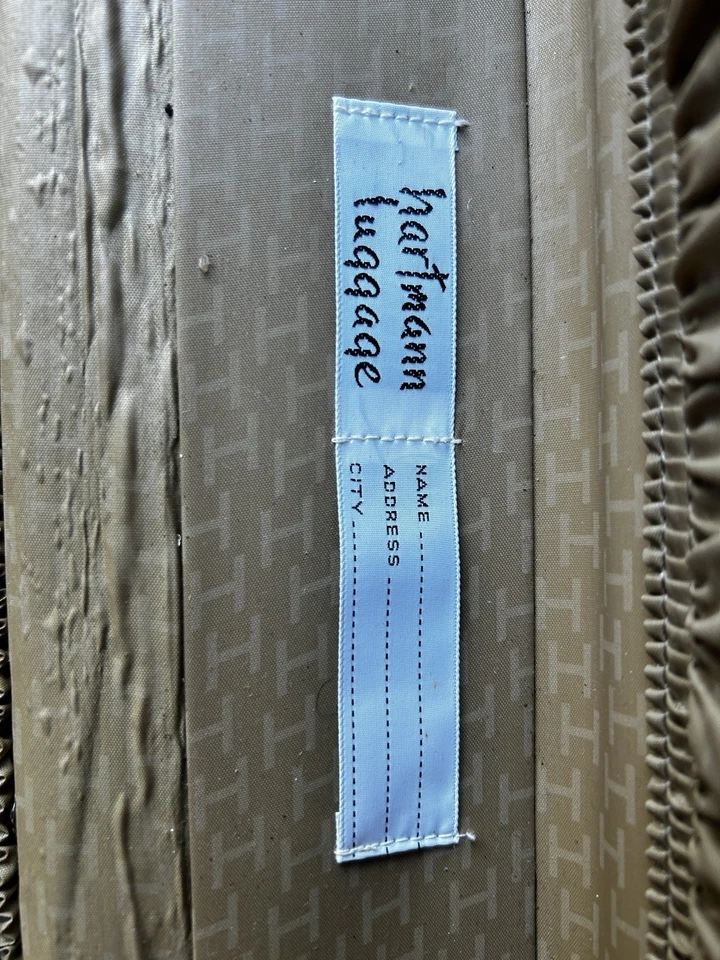 hartmann
luggage
NAME
ADDRESS
CITY